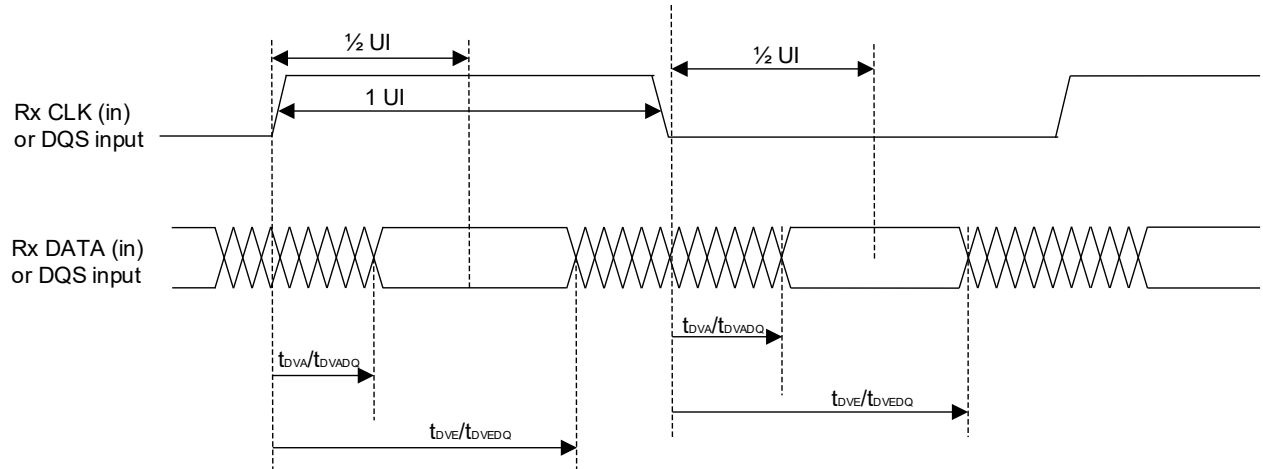 ½ UI
½ UI
1 UI
Rx CLK (in)
or DQS input
Rx DATA (in)
or DQS input
tDVA/tDVADQ
tDVA/tDVADQ
tDVE/tDVEDQ
tDVE/tDVEDQ